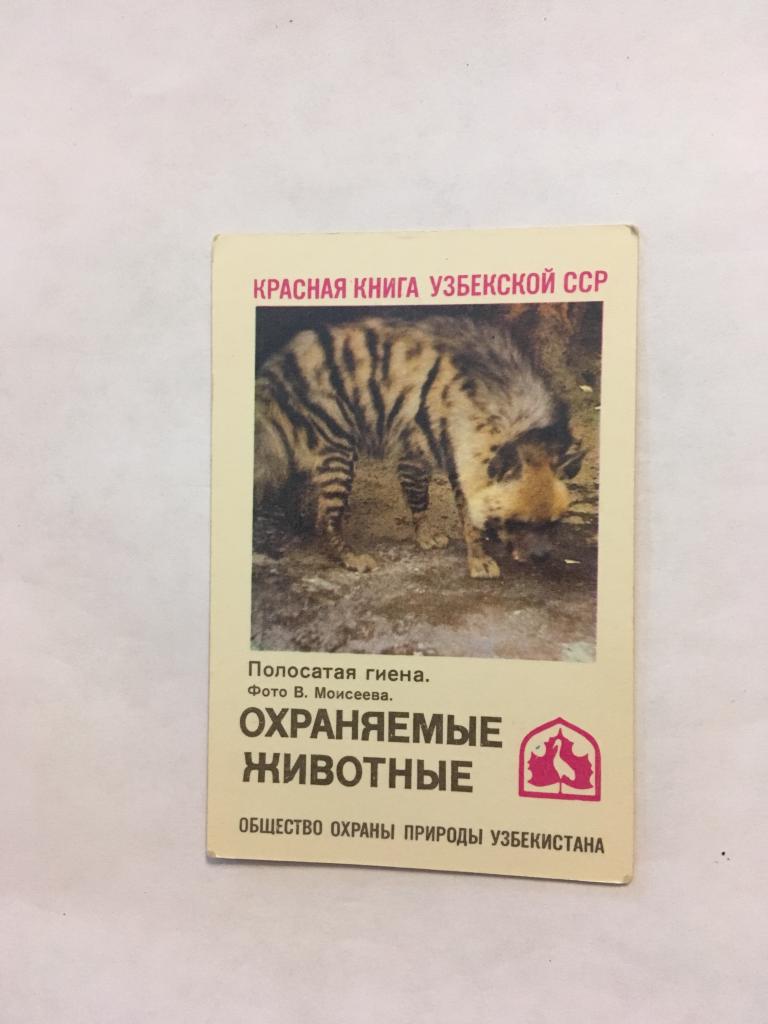 КРАСНАЯ КНИГА УЗБЕКСКОЙ ССР
Полосатая гиена.
Фото В. Моисеева.
ОХРАНЯЕМЫЕ
ЖИВОТНЫЕ
ОБЩЕСТВО ОХРАНЫ ПРИРОДЫ УЗБЕКИСТАНА